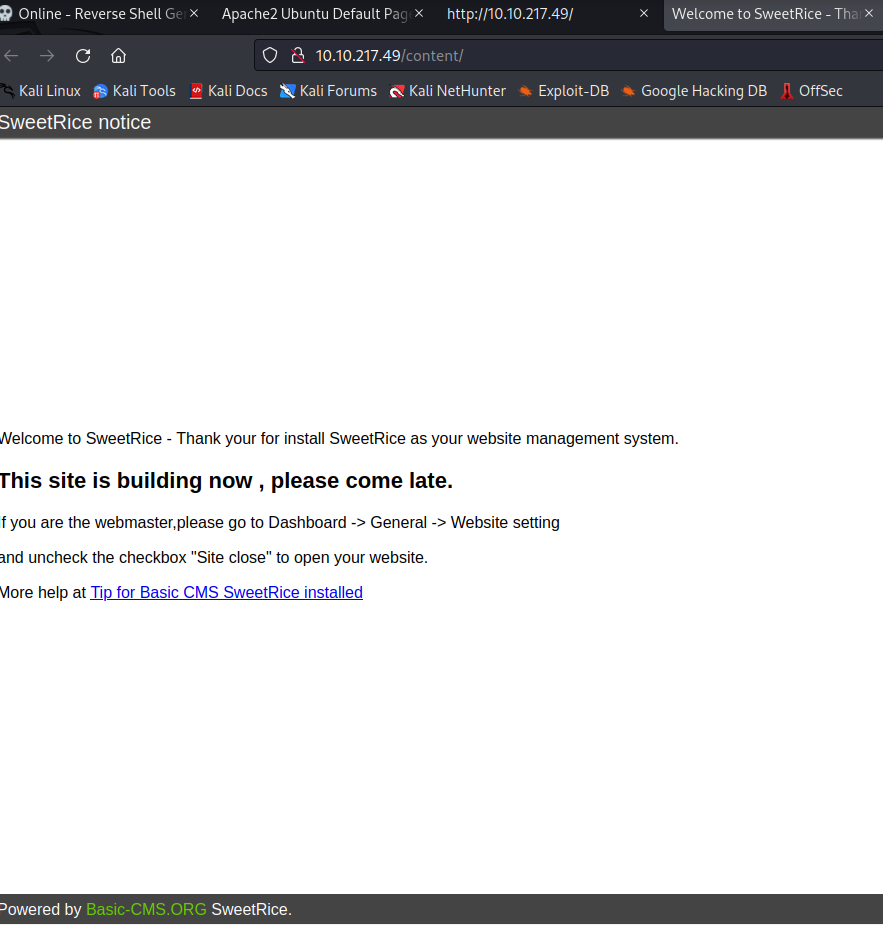 Online - Reverse Shell Ge Apache2 Ubuntu Default Pag http://10.10.217.49/ Welcome to SweetRice - Tha
10.10.217.49/content/
Kali Linux Kali Tools Kali Docs Kali Forums Kali NetHunter Exploit-DB Google Hacking DB OffSec
SweetRice notice
Welcome to SweetRice - Thank your for install SweetRice as your website management system.
This site is building now , please come late.
If you are the webmaster,please go to Dashboard -> General -> Website setting
and uncheck the checkbox "Site close" to open your website.
More help at Tip for Basic CMS SweetRice installed
Powered by Basic-CMS.ORG SweetRice.